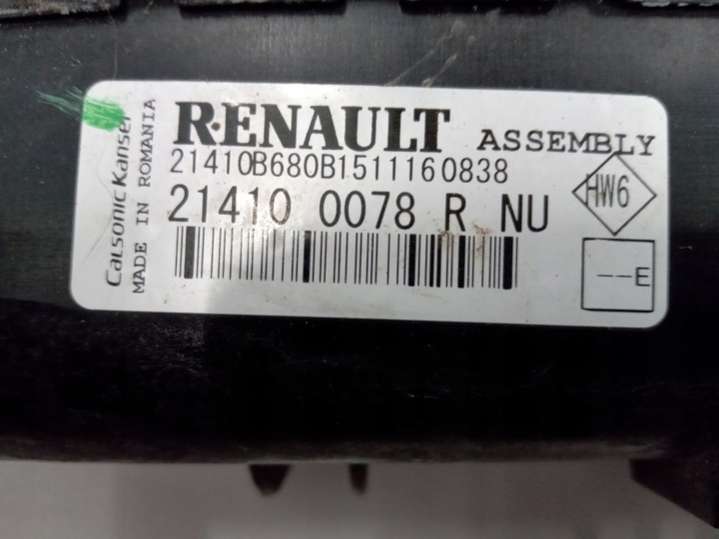 RENAULT ASSEMBLY
21410B680B1511160838
21410 0078 R NU
HW6
--E
Calsonic Kansei
MADE IN ROMANIA